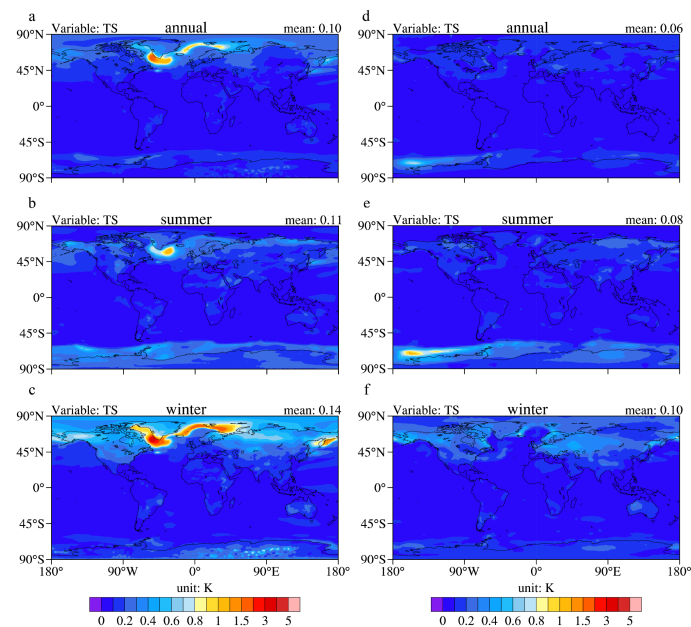 a
Variable: TS annual mean: 0.10
90°N
45°N
0°
45°S
90°S
d
Variable: TS annual mean: 0.06
90°N
45°N
0°
45°S
90°S
b
Variable: TS summer mean: 0.11
90°N
45°N
0°
45°S
90°S
e
Variable: TS summer mean: 0.08
90°N
45°N
0°
45°S
90°S
c
Variable: TS winter mean: 0.14
90°N
45°N
0°
45°S
90°S
180° 90°W 0°E 90°E 180°
unit: K
0 0.2 0.4 0.6 0.8 1 1.5 3 5
f
Variable: TS winter mean: 0.10
90°N
45°N
0°
45°S
90°S
180° 90°W 0°E 90°E 180°
unit: K
0 0.2 0.4 0.6 0.8 1 1.5 3 5